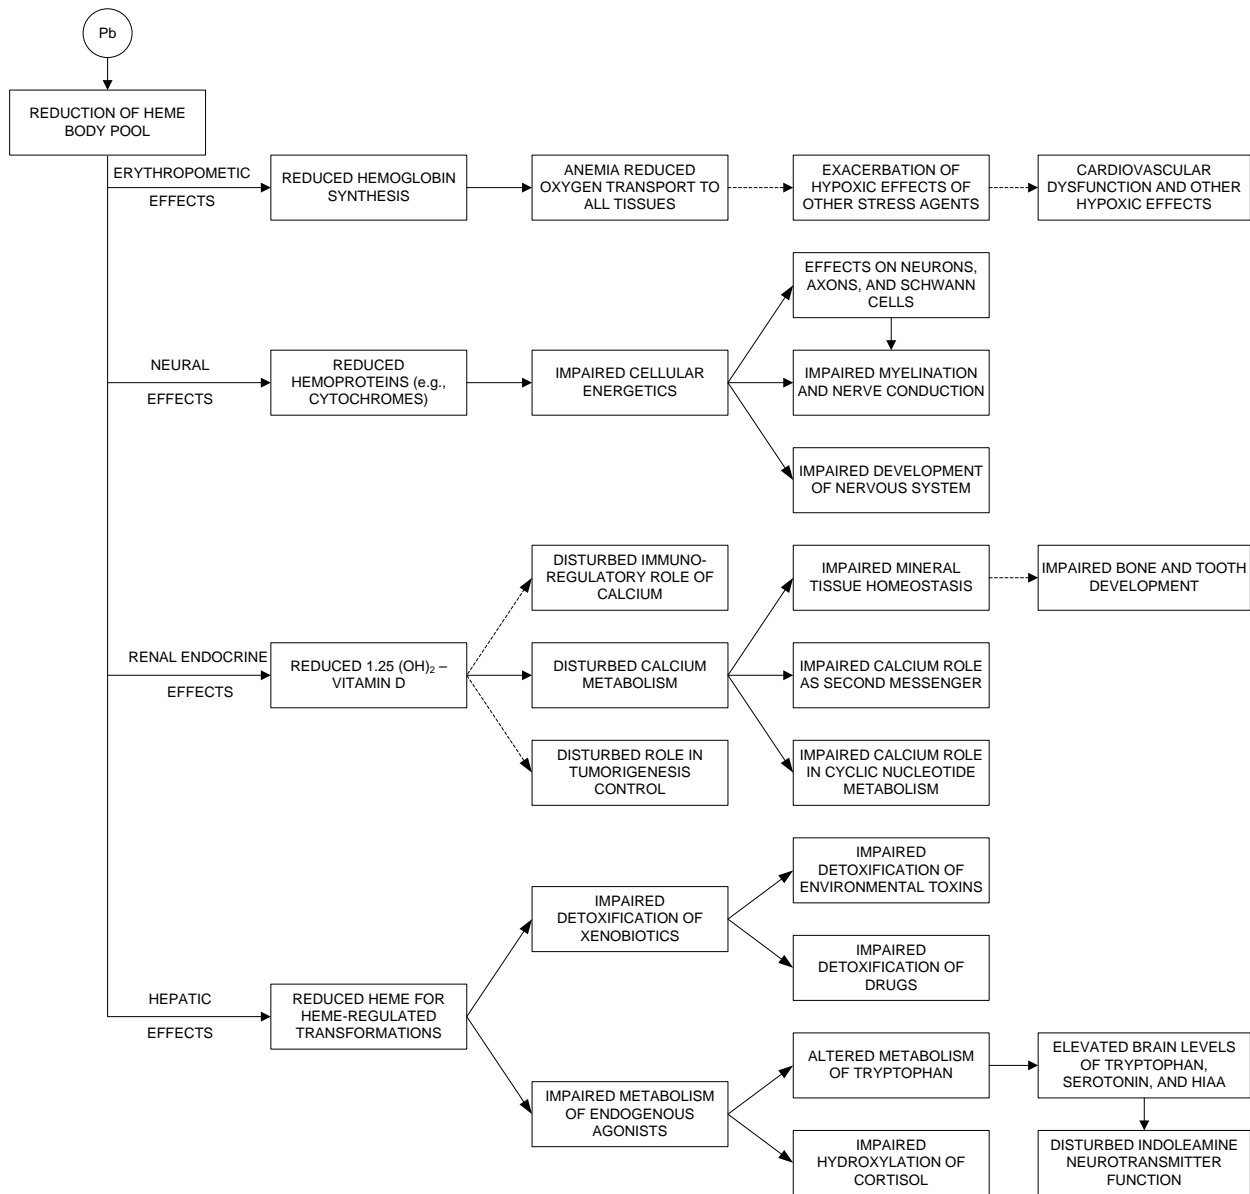 Pb
REDUCTION OF HEME
BODY POOL
ERYTHROPOMETIC
EFFECTS
REDUCED HEMOGLOBIN
SYNTHESIS
ANEMIA REDUCED
OXYGEN TRANSPORT TO
ALL TISSUES
EXACERBATION OF
HYPOXIC EFFECTS OF
OTHER STRESS AGENTS
CARDIOVASCULAR
DYSFUNCTION AND OTHER
HYPOXIC EFFECTS
NEURAL
EFFECTS
REDUCED
HEMOPROTEINS (e.g.,
CYTOCHROMES)
IMPAIRED CELLULAR
ENERGETICS
EFFECTS ON NEURONS,
AXONS, AND SCHWANN
CELLS
IMPAIRED MYELINATION
AND NERVE CONDUCTION
IMPAIRED DEVELOPMENT
OF NERVOUS SYSTEM
RENAL ENDOCRINE
EFFECTS
REDUCED 1.25 (OH)₂ –
VITAMIN D
DISTURBED IMMUNO-
REGULATORY ROLE OF
CALCIUM
DISTURBED CALCIUM
METABOLISM
DISTURBED ROLE IN
TUMORIGENESIS
CONTROL
IMPAIRED MINERAL
TISSUE HOMEOSTASIS
IMPAIRED BONE AND TOOTH
DEVELOPMENT
IMPAIRED CALCIUM ROLE
AS SECOND MESSENGER
IMPAIRED CALCIUM ROLE
IN CYCLIC NUCLEOTIDE
METABOLISM
HEPATIC
EFFECTS
REDUCED HEME FOR
HEME-REGULATED
TRANSFORMATIONS
IMPAIRED
DETOXIFICATION OF
XENOBIOTICS
IMPAIRED
DETOXIFICATION OF
ENVIRONMENTAL TOXINS
IMPAIRED
DETOXIFICATION OF
DRUGS
IMPAIRED METABOLISM
OF ENDOGENOUS
AGONISTS
ALTERED METABOLISM
OF TRYPTOPHAN
ELEVATED BRAIN LEVELS
OF TRYPTOPHAN,
SEROTONIN, AND HIAA
IMPAIRED
HYDROXYLATION OF
CORTISOL
DISTURBED INDOLEAMINE
NEUROTRANSMITTER
FUNCTION